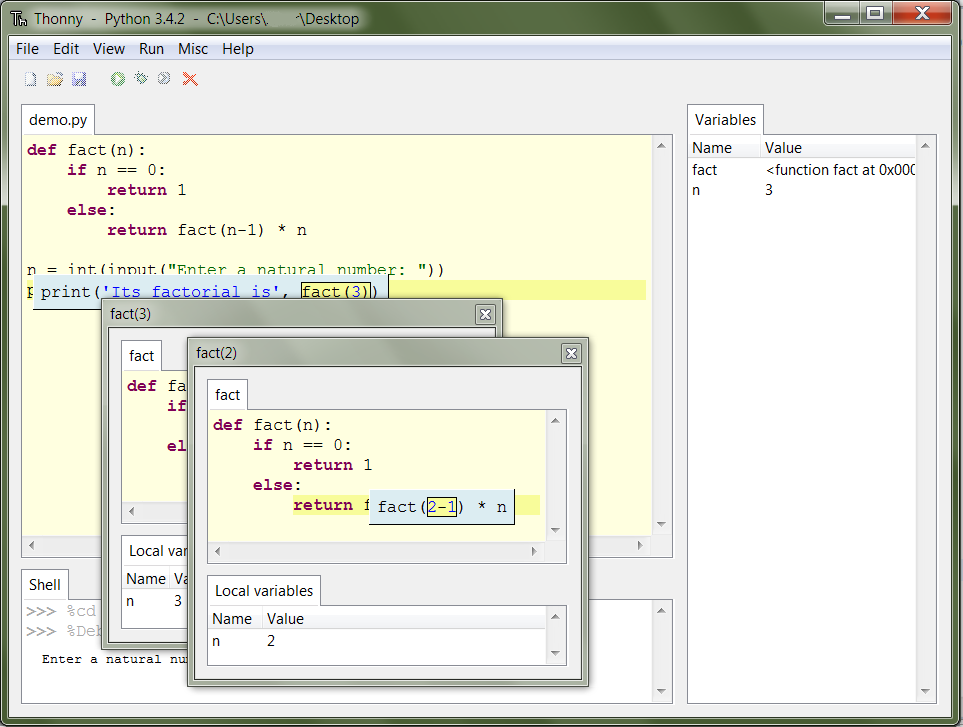 Thonny - Python 3.4.2 - C:\Users\. \Desktop
File Edit View Run Misc Help
demo.py
def fact(n):
    if n == 0:
        return 1
    else:
        return fact(n-1) * n
n = int(input("Enter a natural number: "))
print('Its factorial is', fact(3))
Variables
Name Value
fact <function fact at 0x000
n 3
fact(3)
fact
def fa
if
el
Local var
Name Va
n 3
fact(2)
fact
def fact(n):
    if n == 0:
        return 1
    else:
        return f fact(2-1) * n
Local variables
Name Value
n 2
Shell
>>> %cd
>>> %Deb
Enter a natural nu